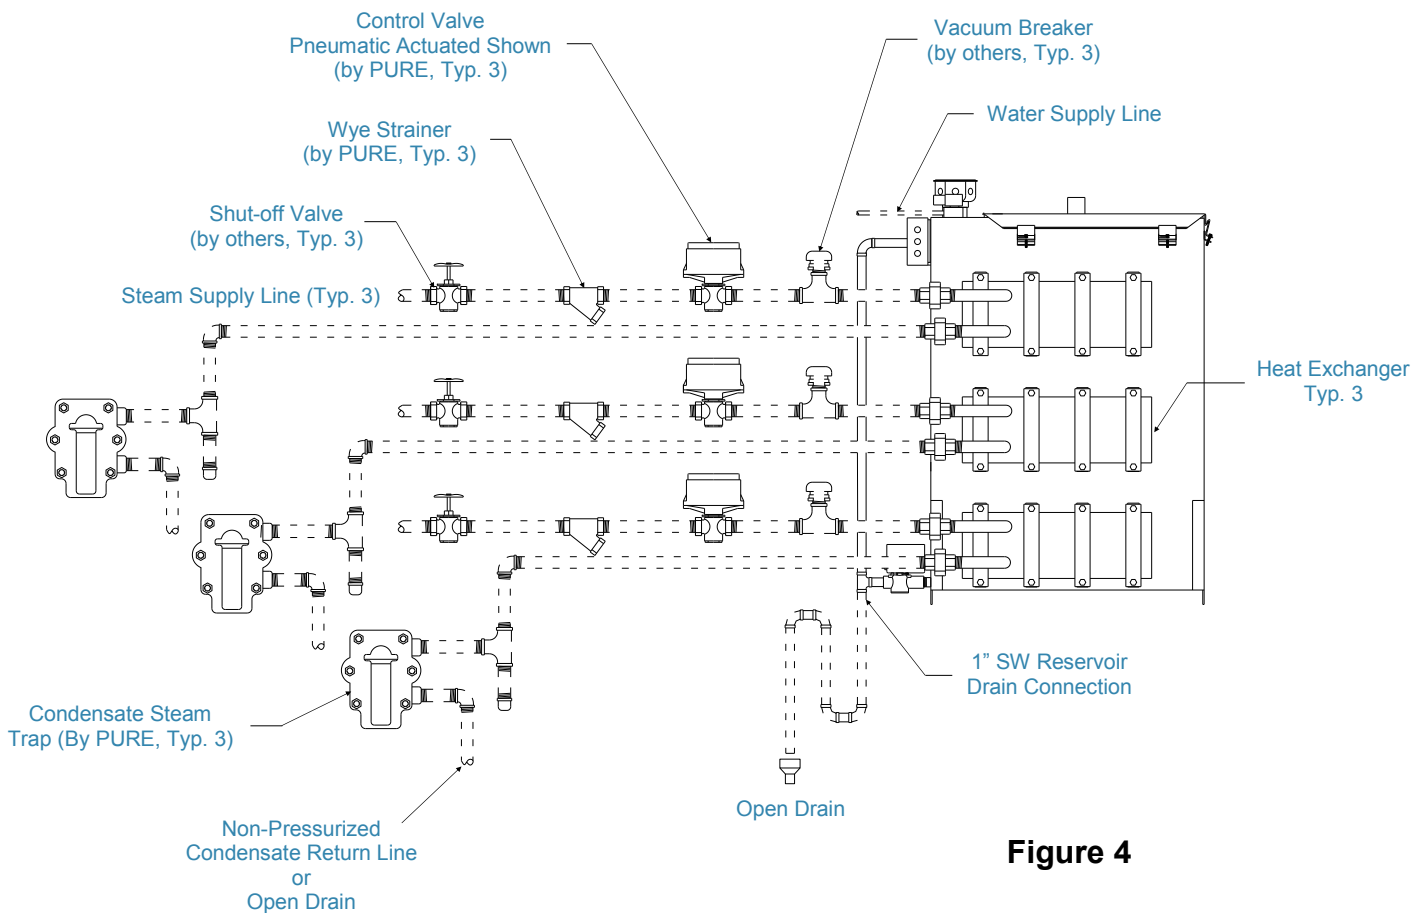 Control Valve
Pneumatic Actuated Shown
(by PURE, Typ. 3)
Vacuum Breaker
(by others, Typ. 3)
Water Supply Line
Wye Strainer
(by PURE, Typ. 3)
Shut-off Valve
(by others, Typ. 3)
Steam Supply Line (Typ. 3)
Heat Exchanger
Typ. 3
1” SW Reservoir
Drain Connection
Condensate Steam
Trap (By PURE, Typ. 3)
Open Drain
Non-Pressurized
Condensate Return Line
or
Open Drain
Figure 4